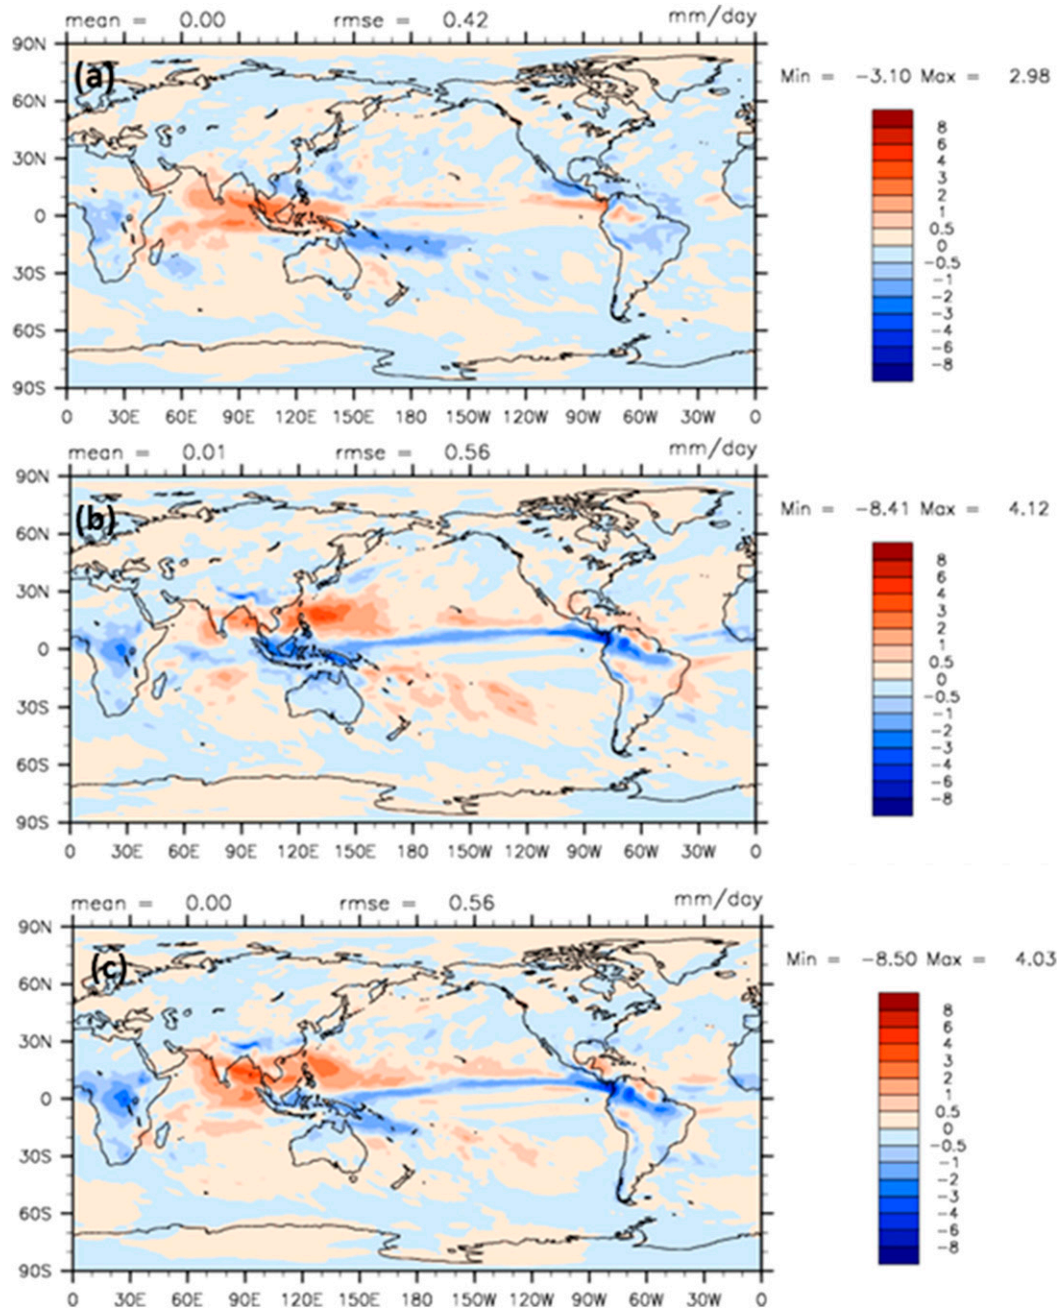 mean = 0.00 rmse = 0.42 mm/day
90N
(a)
Min = -3.10 Max = 2.98
60N
30N
0
30S
60S
90S
8
6
4
3
2
1
0.5
0
-0.5
-1
-2
-3
-4
-6
-8
0 30E 60E 90E 120E 150E 180 150W 120W 90W 60W 30W 0
mean = 0.01 rmse = 0.56 mm/day
90N
(b)
Min = -8.41 Max = 4.12
60N
30N
0
30S
60S
90S
8
6
4
3
2
1
0.5
0
-0.5
-1
-2
-3
-4
-6
-8
0 30E 60E 90E 120E 150E 180 150W 120W 90W 60W 30W 0
mean = 0.00 rmse = 0.56 mm/day
90N
(c)
Min = -8.50 Max = 4.03
60N
30N
0
30S
60S
90S
8
6
4
3
2
1
0.5
0
-0.5
-1
-2
-3
-4
-6
-8
0 30E 60E 90E 120E 150E 180 150W 120W 90W 60W 30W 0